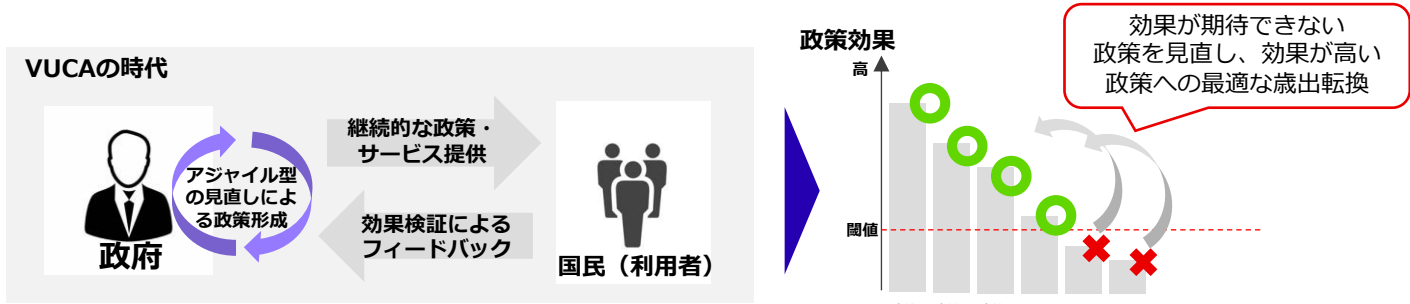 VUCAの時代
政府
アジャイル型
の見直しによ
る政策形成
継続的な政策・
サービス提供
効果検証による
フィードバック
国民（利用者）
政策効果
高
閾値
効果が期待できない
政策を見直し、効果が高い
政策への最適な歳出転換